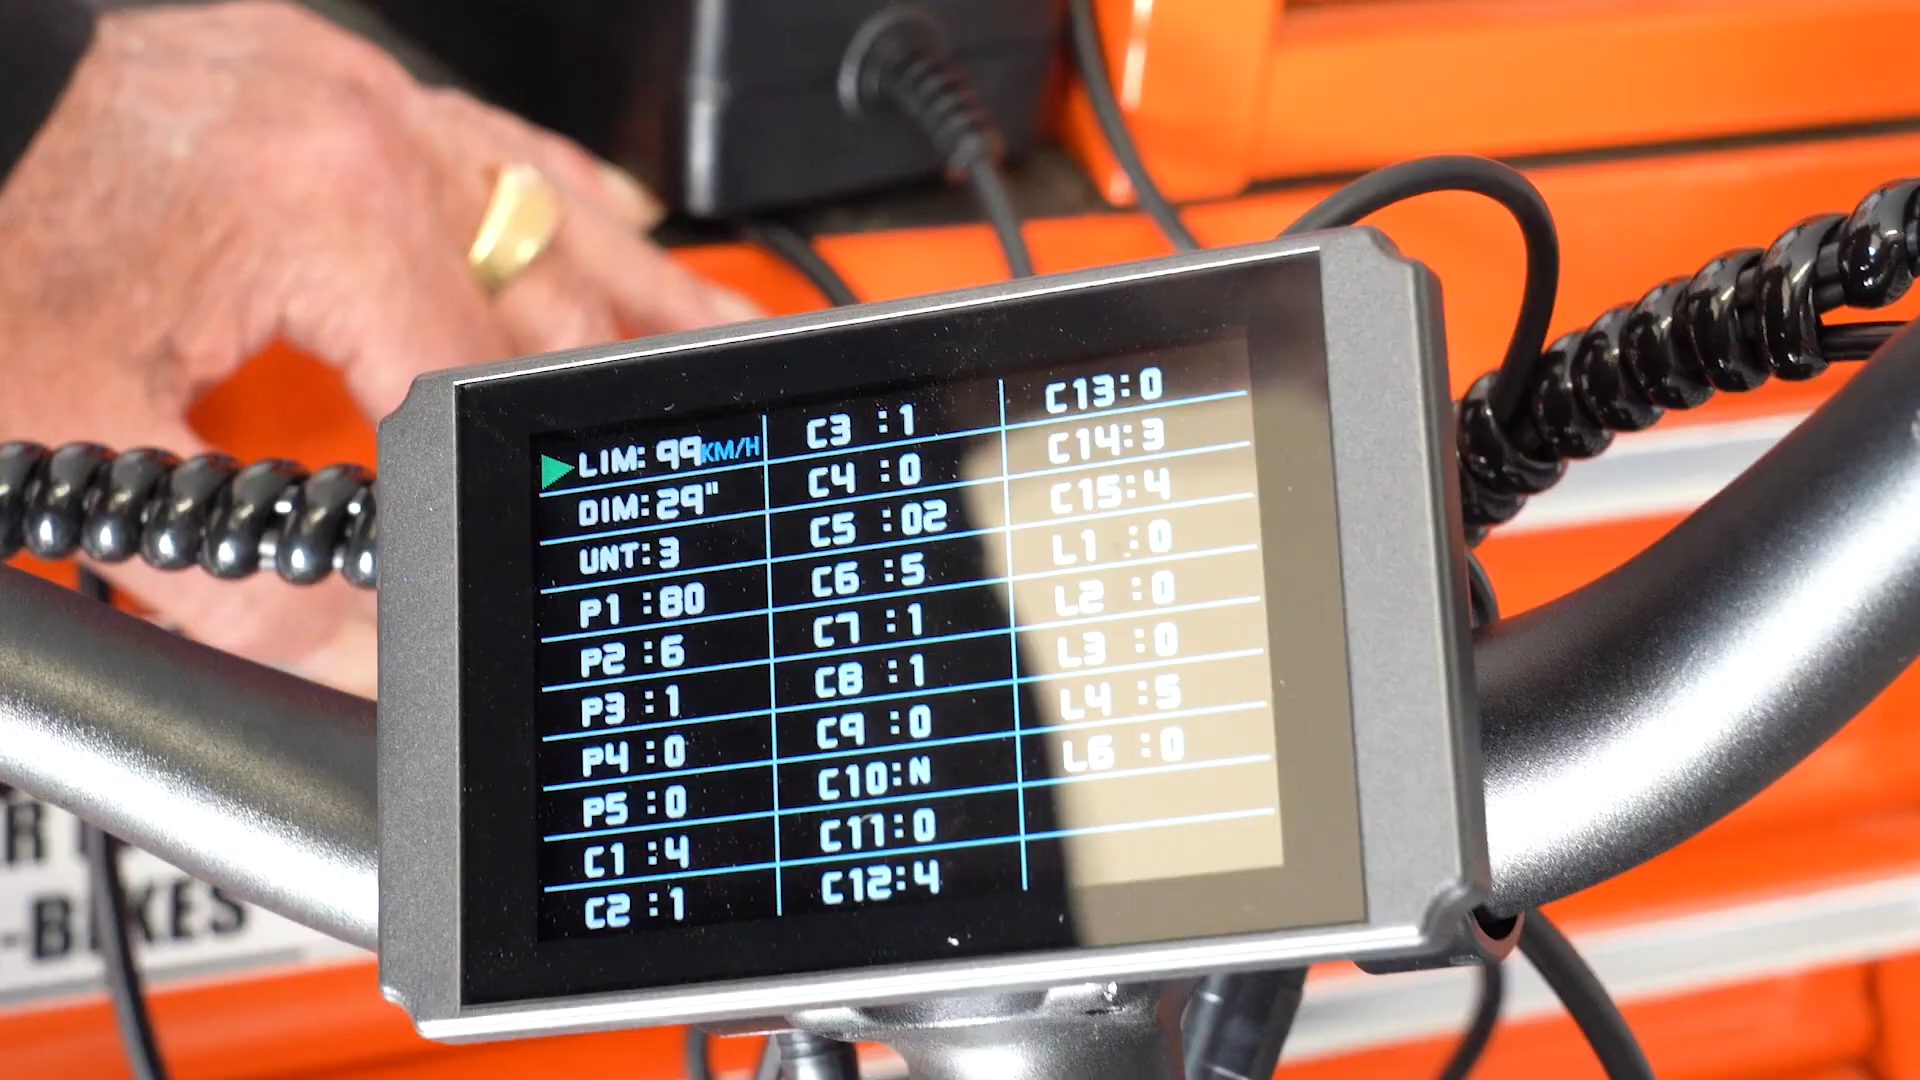 LIM: 99KM/H
DIM:29"
UNT:3
P1 :80
P2 :6
P3 :1
P4 :0
P5 :0
C1 :4
C2 :1
C3 :1
C4 :0
C5 :02
C6 :5
C7 :1
C8 :1
C9 :0
C10:N
C11:0
C12:4
C13:0
C14:3
C15:4
L1 :0
L2 :0
L3 :0
L4 :5
L6 :0